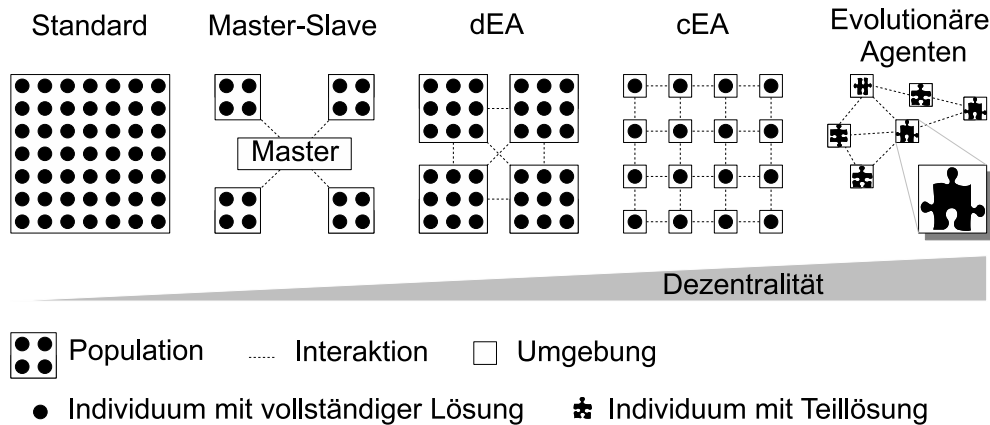 Standard
Master-Slave
dEA
cEA
Evolutionäre
Agenten
Master
Dezentralität
Population
Interaktion
Umgebung
Individuum mit vollständiger Lösung
Individuum mit Teillösung